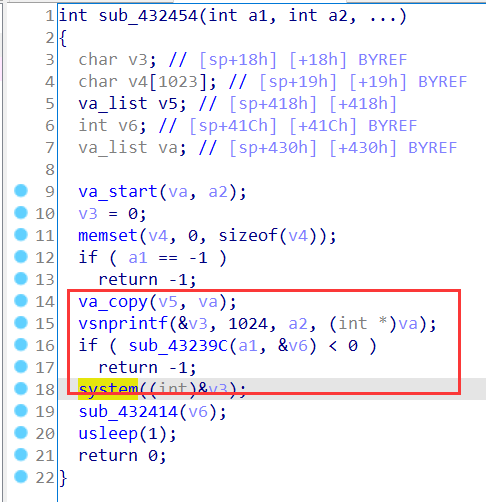 1 int sub_432454(int a1, int a2, ...)
2 {
3 char v3; // [sp+18h] [+18h] BYREF
4 char v4[1023]; // [sp+19h] [+19h] BYREF
5 va_list v5; // [sp+418h] [+418h]
6 int v6; // [sp+41Ch] [+41Ch] BYREF
7 va_list va; // [sp+430h] [+430h] BYREF
8
9 va_start(va, a2);
10 v3 = 0;
11 memset(v4, 0, sizeof(v4));
12 if ( a1 == -1 )
13 return -1;
14 va_copy(v5, va);
15 vsnprintf(&v3, 1024, a2, (int *)va);
16 if ( sub_43239C(a1, &v6) < 0 )
17 return -1;
18 system((int)&v3);
19 sub_432414(v6);
20 usleep(1);
21 return 0;
22 }